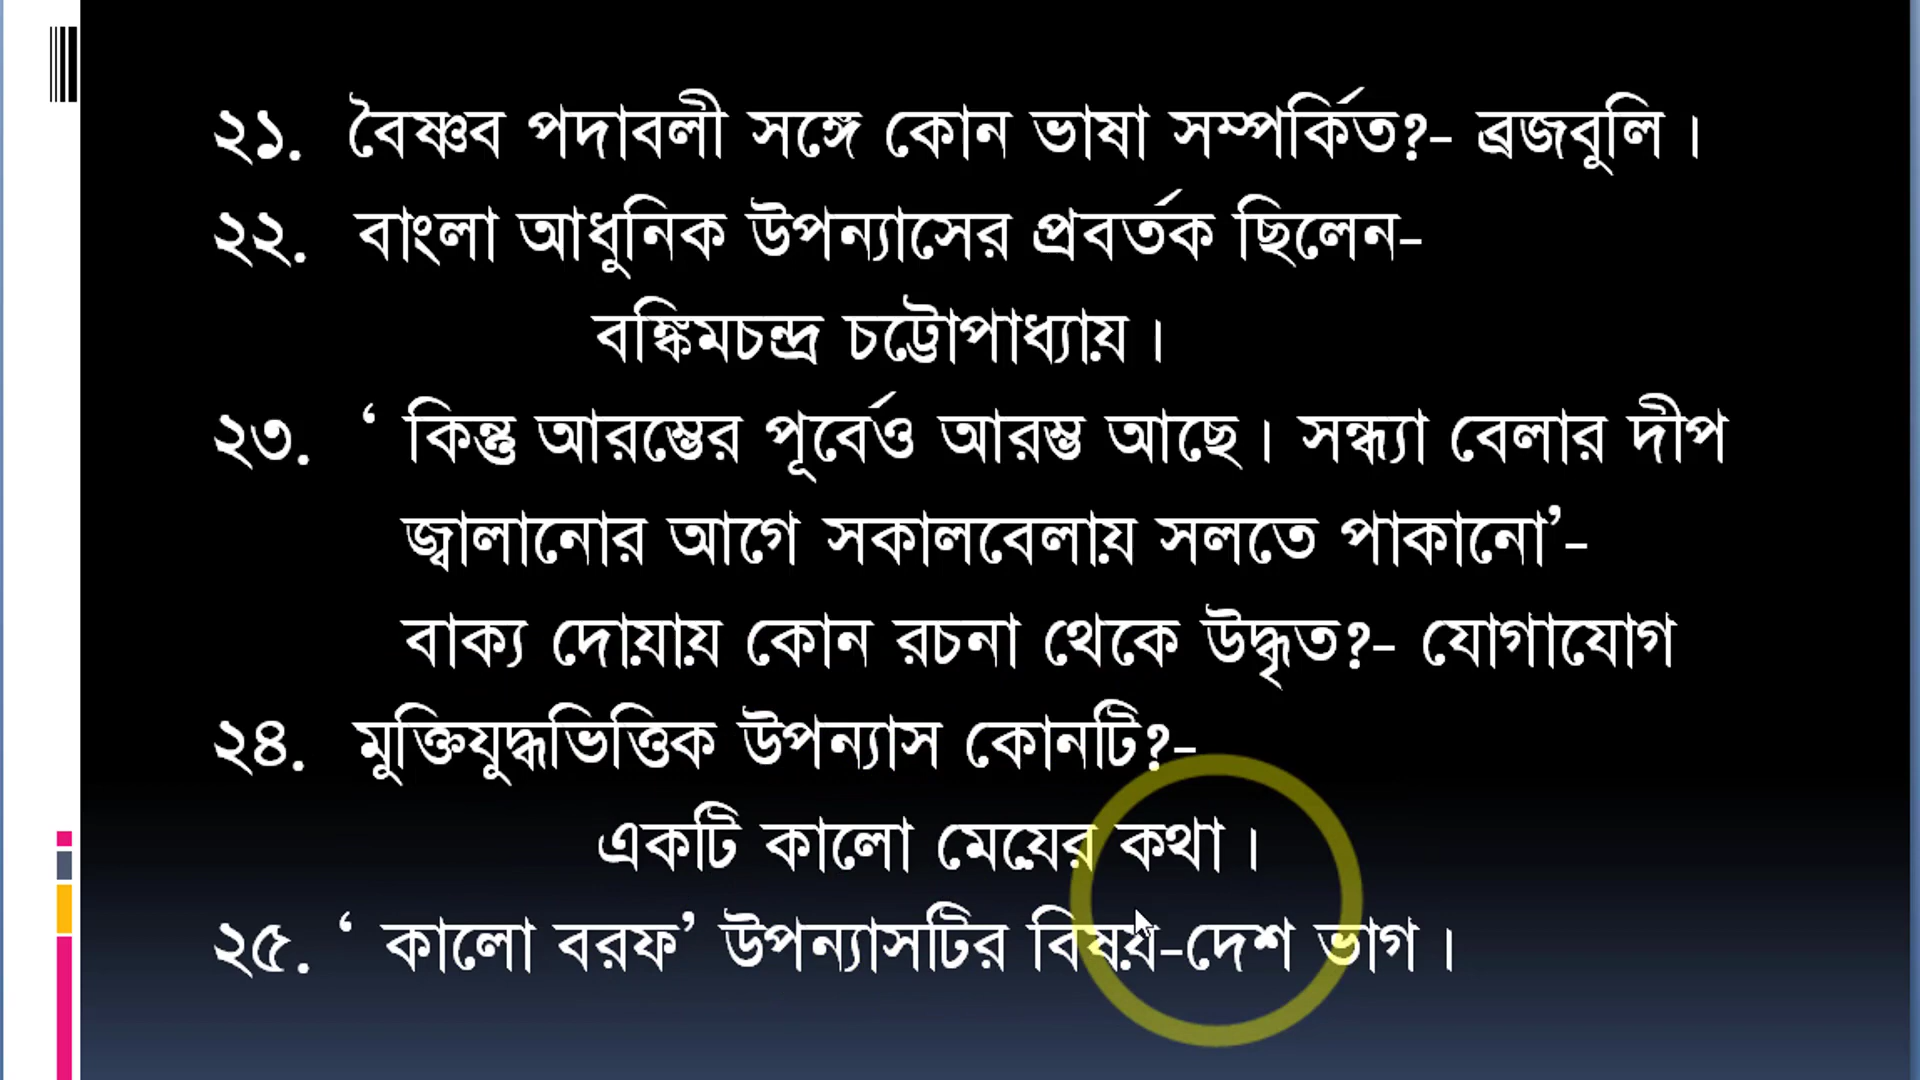 ২১. বৈষ্ণব পদাবলী সঙ্গে কোন ভাষা সম্পর্কিত?- ব্রজবুলি।
২২. বাংলা আধুনিক উপন্যাসের প্রবর্তক ছিলেন-
বঙ্কিমচন্দ্র চট্টোপাধ্যায়।
২৩. ‘ কিন্তু আরম্ভের পূর্বেও আরম্ভ আছে। সন্ধ্যা বেলার দীপ
জ্বালানোর আগে সকালবেলায় সলতে পাকানো’-
বাক্য দোয়ায় কোন রচনা থেকে উদ্ধৃত?- যোগাযোগ
২৪. মুক্তিযুদ্ধভিত্তিক উপন্যাস কোনটি?-
একটি কালো মেয়ের কথা।
২৫. ‘ কালো বরফ’ উপন্যাসটির বিষয়-দেশ ভাগ।